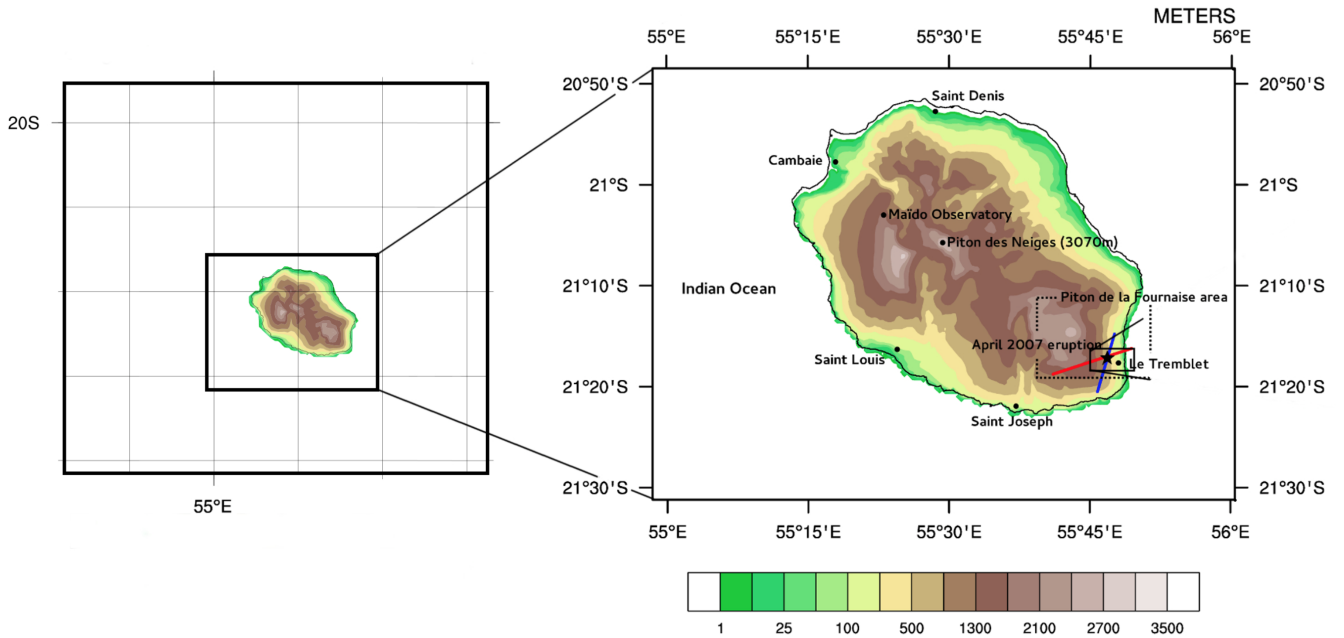 METERS
55°E 55°15'E 55°30'E 55°45'E 56°E
20°50'S 20°50'S
Saint Denis
20S
Cambaie
21°S 21°S
Maïdo Observatory
Piton des Neiges (3070m)
21°10'S 21°10'S
Indian Ocean
Piton de la Fournaise area
April 2007 eruption
Saint Louis
Le Tremblet
21°20'S 21°20'S
Saint Joseph
21°30'S 21°30'S
55°E
55°E 55°15'E 55°30'E 55°45'E 56°E
1 25 100 500 1300 2100 2700 3500